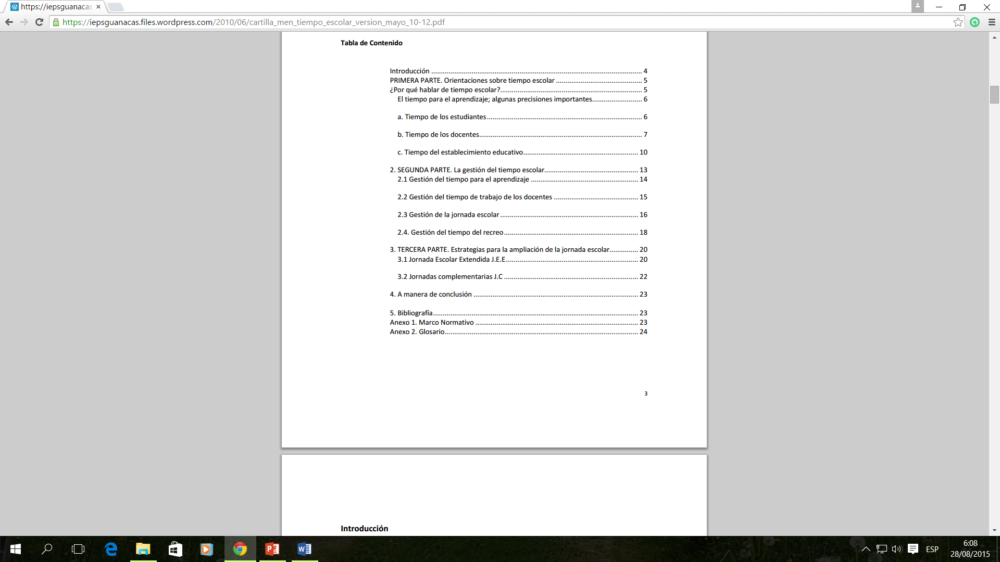 https://iepsguanacas
https://iepsguanacas.files.wordpress.com/2010/06/cartilla_men_tiempo_escolar_version_mayo_10-12.pdf
Tabla de Contenido
Introducción ............................................................ 4
PRIMERA PARTE. Orientaciones sobre tiempo escolar ............................................................ 5
¿Por qué hablar de tiempo escolar?............................................................ 5
El tiempo para el aprendizaje; algunas precisiones importantes............................................................ 6
a. Tiempo de los estudiantes............................................................ 6
b. Tiempo de los docentes............................................................ 7
c. Tiempo del establecimiento educativo............................................................ 10
2. SEGUNDA PARTE. La gestión del tiempo escolar............................................................ 13
2.1 Gestión del tiempo para el aprendizaje ............................................................ 14
2.2 Gestión del tiempo de trabajo de los docentes ............................................................ 15
2.3 Gestión de la jornada escolar............................................................ 16
2.4. Gestión del tiempo del recreo............................................................ 18
3. TERCERA PARTE. Estrategias para la ampliación de la jornada escolar............... 20
3.1 Jornada Escolar Extendida J.E.E............................................................ 20
3.2 Jornadas complementarias J.C ............................................................ 22
4. A manera de conclusión ............................................................ 23
5. Bibliografía............................................................ 23
Anexo 1. Marco Normativo ............................................................ 23
Anexo 2. Glosario............................................................ 24
3
Introducción
ESP
6:08
28/08/2015